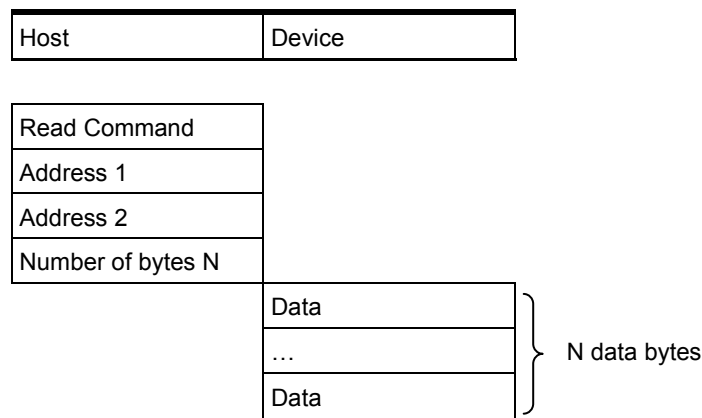 Host Device
Read Command
Address 1
Address 2
Number of bytes N
Data
… N data bytes
Data